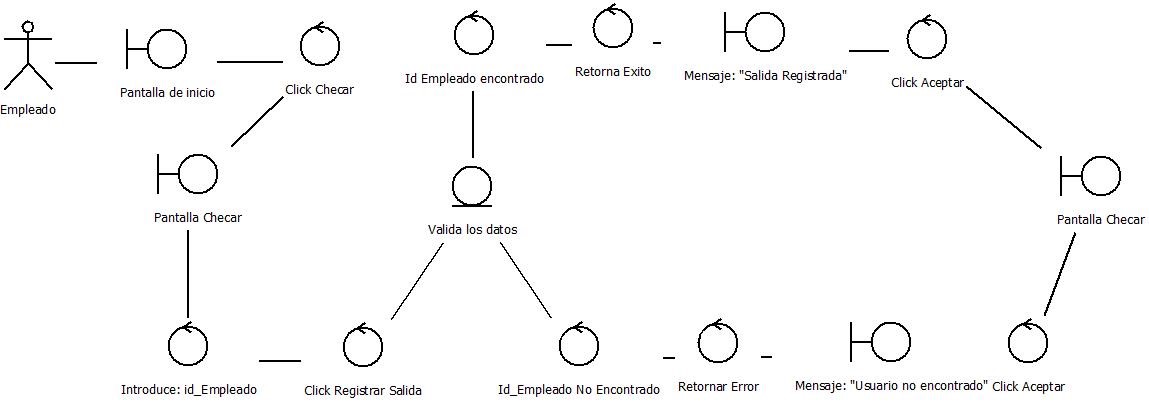 Empleado
Pantalla de inicio
Click Checar
Pantalla Checar
Introduce: id_Empleado
Click Registrar Salida
Valida los datos
Id Empleado encontrado
Retorna Exito
Mensaje: "Salida Registrada"
Click Aceptar
Id_Empleado No Encontrado
Retornar Error
Mensaje: "Usuario no encontrado"
Click Aceptar
Pantalla Checar